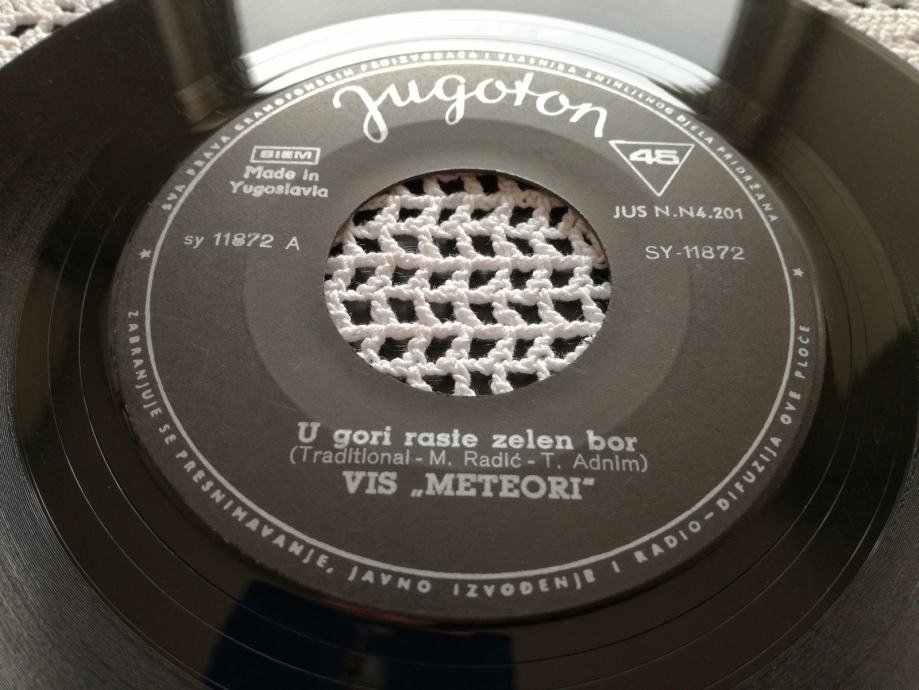 SVA PRAVA GRAMOFONSKIH PROIZVOĐAČA I VLASNIKA SNIMLJENOG DJELA PRIDRŽANA
Jugoton
BIEM
Made in
Yugoslavia
45
JUS N.N4.201
sy 11872 A
SY-11872
U gori raste zelen bor
(Traditional - M. Radić - T. Adnim)
VIS „METEORI“
ZABRANJUJE SE PRESNIMAVANJE, JAVNO IZVOĐENJE I RADIO-DIFUZIJA OVE PLOČE